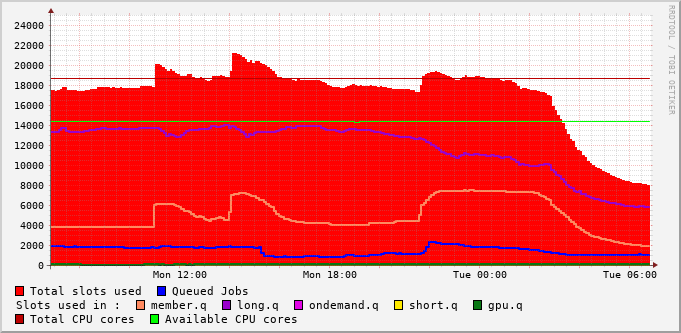 RRDTOOL / TOBI OETIKER
24000
22000
20000
18000
16000
14000
12000
10000
8000
6000
4000
2000
0
Mon 12:00 Mon 18:00 Tue 00:00 Tue 06:00
Total slots used Queued Jobs
Slots used in : member.q long.q ondemand.q short.q gpu.q
Total CPU cores Available CPU cores